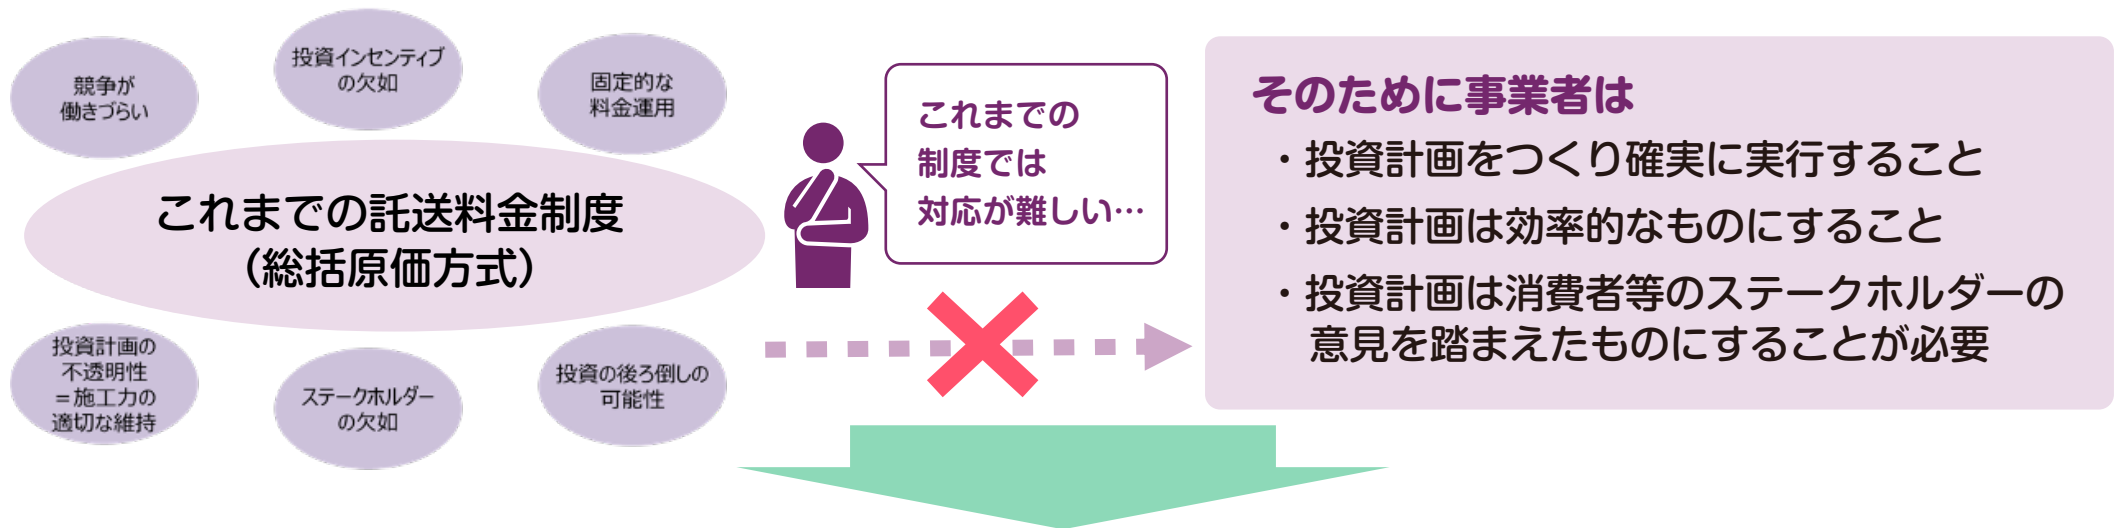 競争が
働きづらい
投資インセンティブ
の欠如
固定的な
料金運用
これまでの託送料金制度
（総括原価方式）
投資計画の
不透明性
＝施工力の
適切な維持
ステークホルダー
の欠如
投資の後ろ倒しの
可能性
これまでの
制度では
対応が難しい…
そのために事業者は
・投資計画をつくり確実に実行すること
・投資計画は効率的なものにすること
・投資計画は消費者等のステークホルダーの
意見を踏まえたものにすることが必要